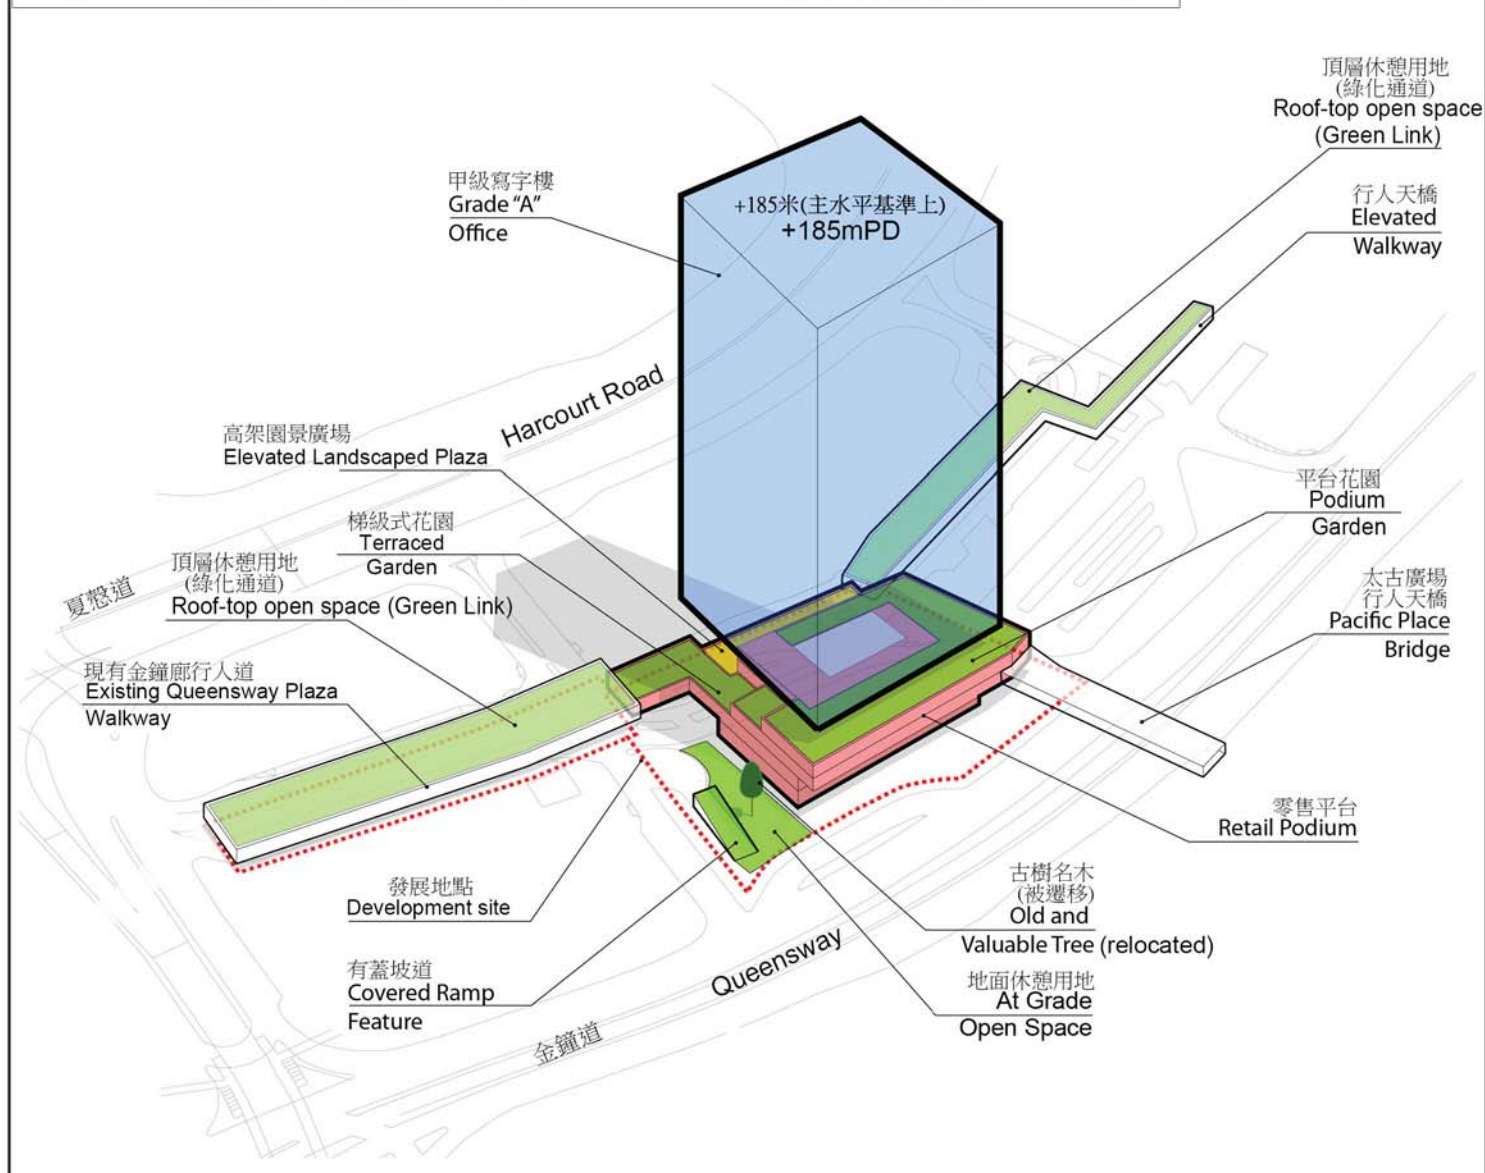 頂層休憩用地
(綠化通道)
Roof-top open space
(Green Link)
甲級寫字樓
Grade “A”
Office
+185米(主水平基準上)
+185mPD
行人天橋
Elevated
Walkway
Harcourt Road
高架園景廣場
Elevated Landscaped Plaza
平台花園
Podium
Garden
梯級式花園
Terraced
Garden
頂層休憩用地
(綠化通道)
Roof-top open space (Green Link)
夏慤道
太古廣場
行人天橋
Pacific Place
Bridge
現有金鐘廊行人道
Existing Queensway Plaza
Walkway
零售平台
Retail Podium
發展地點
Development site
古樹名木
(被遷移)
Old and
Valuable Tree (relocated)
Queensway
有蓋坡道
Covered Ramp
Feature
地面休憩用地
At Grade
Open Space
金鐘道